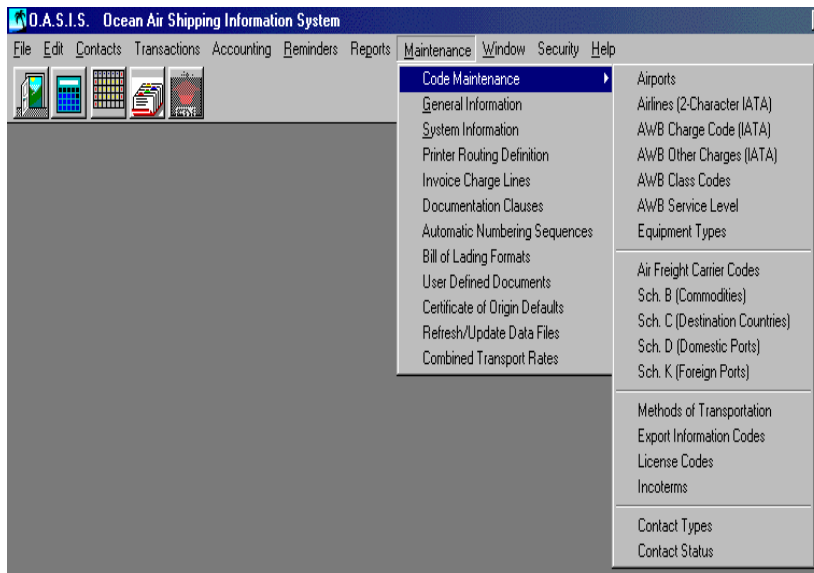 O.A.S.I.S. Ocean Air Shipping Information System
File Edit Contacts Transactions Accounting Reminders Reports Maintenance Window Security Help
Code Maintenance
General Information
System Information
Printer Routing Definition
Invoice Charge Lines
Documentation Clauses
Automatic Numbering Sequences
Bill of Lading Formats
User Defined Documents
Certificate of Origin Defaults
Refresh/Update Data Files
Combined Transport Rates
Airports
Airlines (2-Character IATA)
AWB Charge Code (IATA)
AWB Other Charges (IATA)
AWB Class Codes
AWB Service Level
Equipment Types
Air Freight Carrier Codes
Sch. B (Commodities)
Sch. C (Destination Countries)
Sch. D (Domestic Ports)
Sch. K (Foreign Ports)
Methods of Transportation
Export Information Codes
License Codes
Incoterms
Contact Types
Contact Status